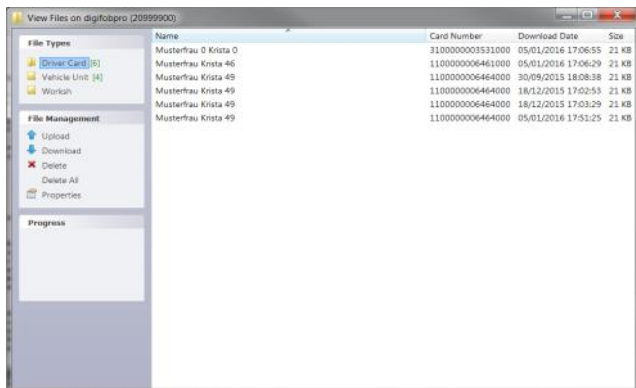 View Files on digifobpro (20999900)
File Types
Driver Card [6]
Vehicle Unit [4]
Worksh
File Management
Upload
Download
Delete
Delete All
Properties
Progress
Name Card Number Download Date Size
Musterfrau 0 Krista 0 3100000003531000 05/01/2016 17:06:55 21 KB
Musterfrau Krista 46 1100000006461000 05/01/2016 17:06:29 21 KB
Musterfrau Krista 49 1100000006464000 30/09/2015 18:08:38 21 KB
Musterfrau Krista 49 1100000006464000 18/12/2015 17:02:53 21 KB
Musterfrau Krista 49 1100000006464000 18/12/2015 17:03:29 21 KB
Musterfrau Krista 49 1100000006464000 05/01/2016 17:51:25 21 KB